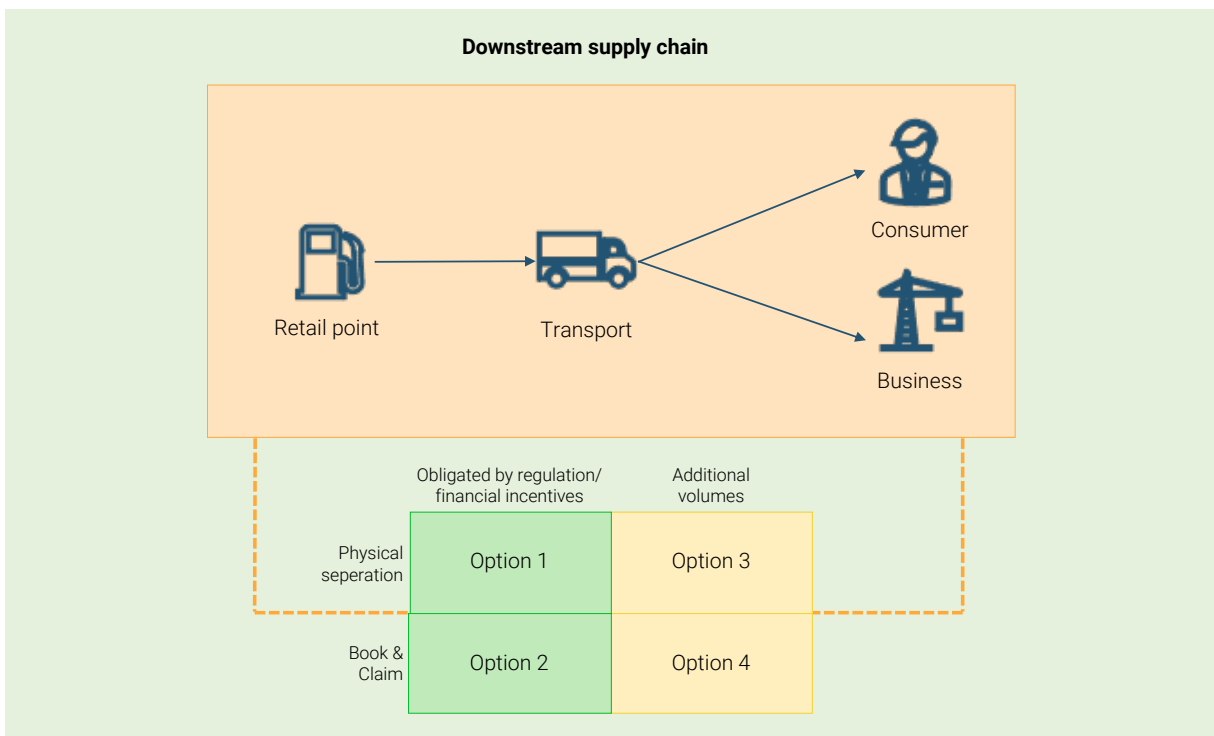 Downstream supply chain
Consumer
Retail point
Transport
Business
Obligated by regulation/
financial incentives
Additional
volumes
Physical
seperation
Option 1
Option 3
Book &
Claim
Option 2
Option 4